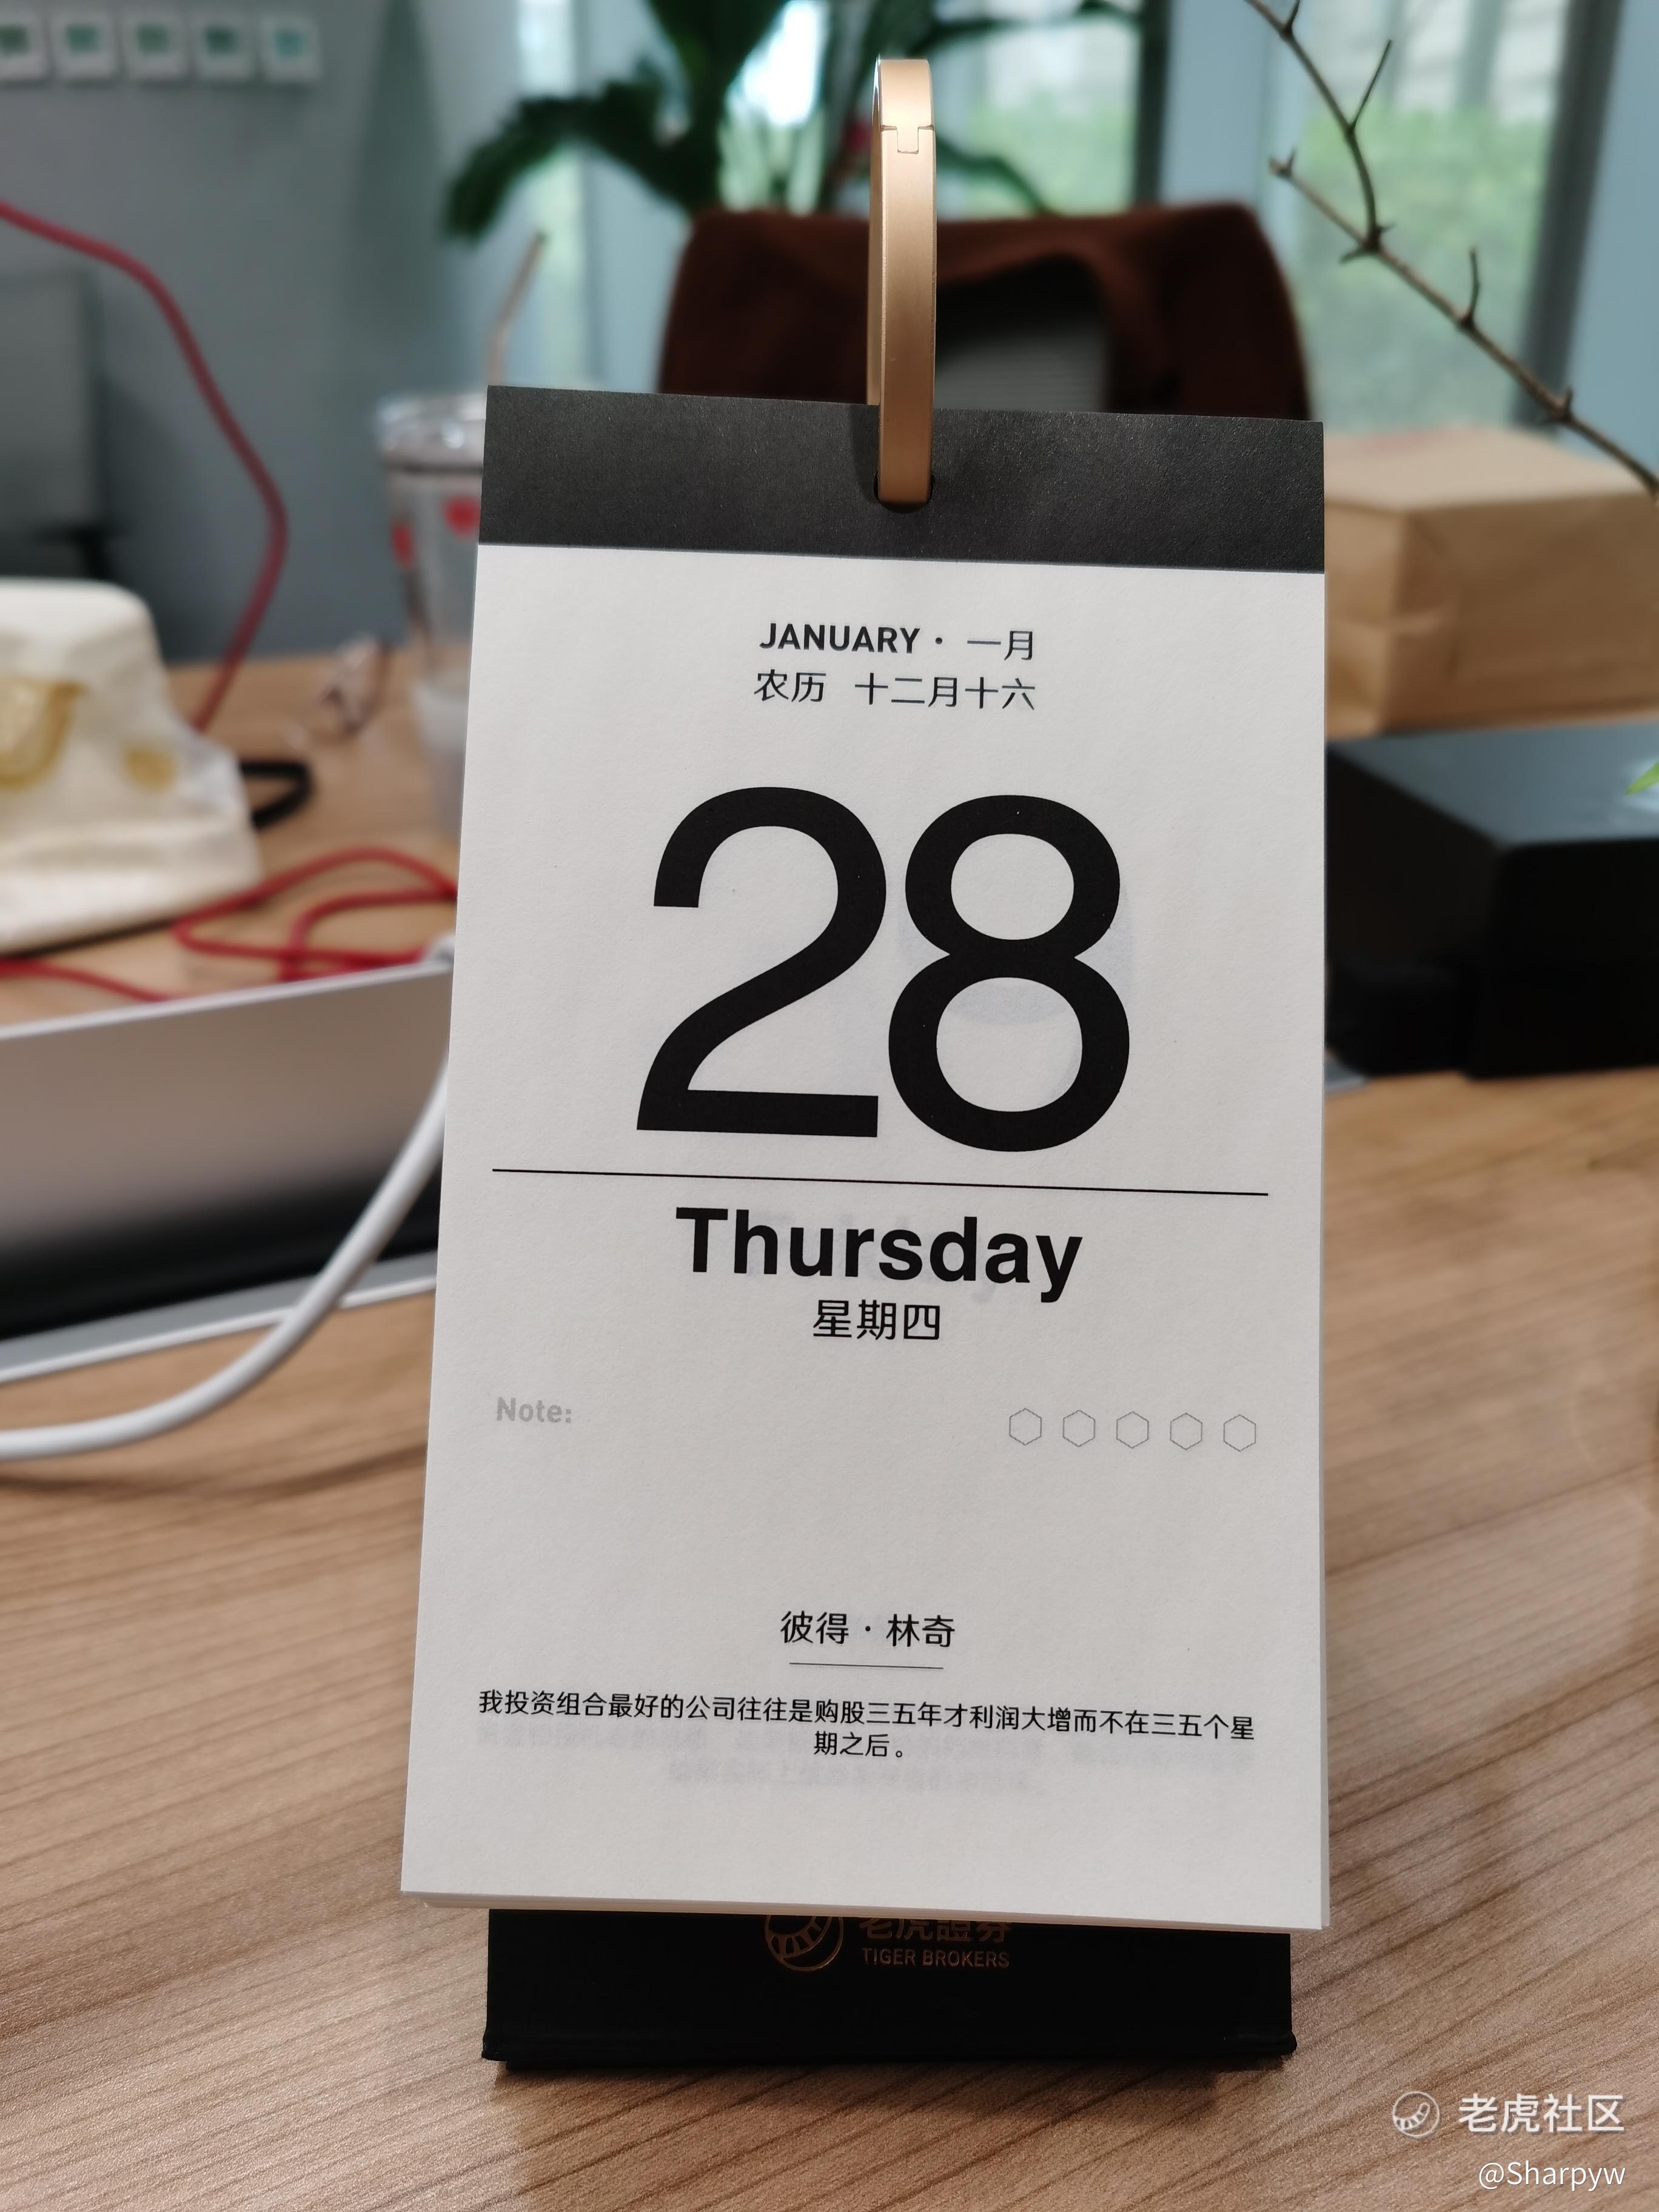 JANUARY · 一月
农历 十二月十六
28
Thursday
星期四
Note:
彼得 · 林奇
我投资组合最好的公司往往是购股三五年才利润大增而不在三五个星
期之后。
老虎證券
TIGER BROKERS
老虎社区
@Sharpyw